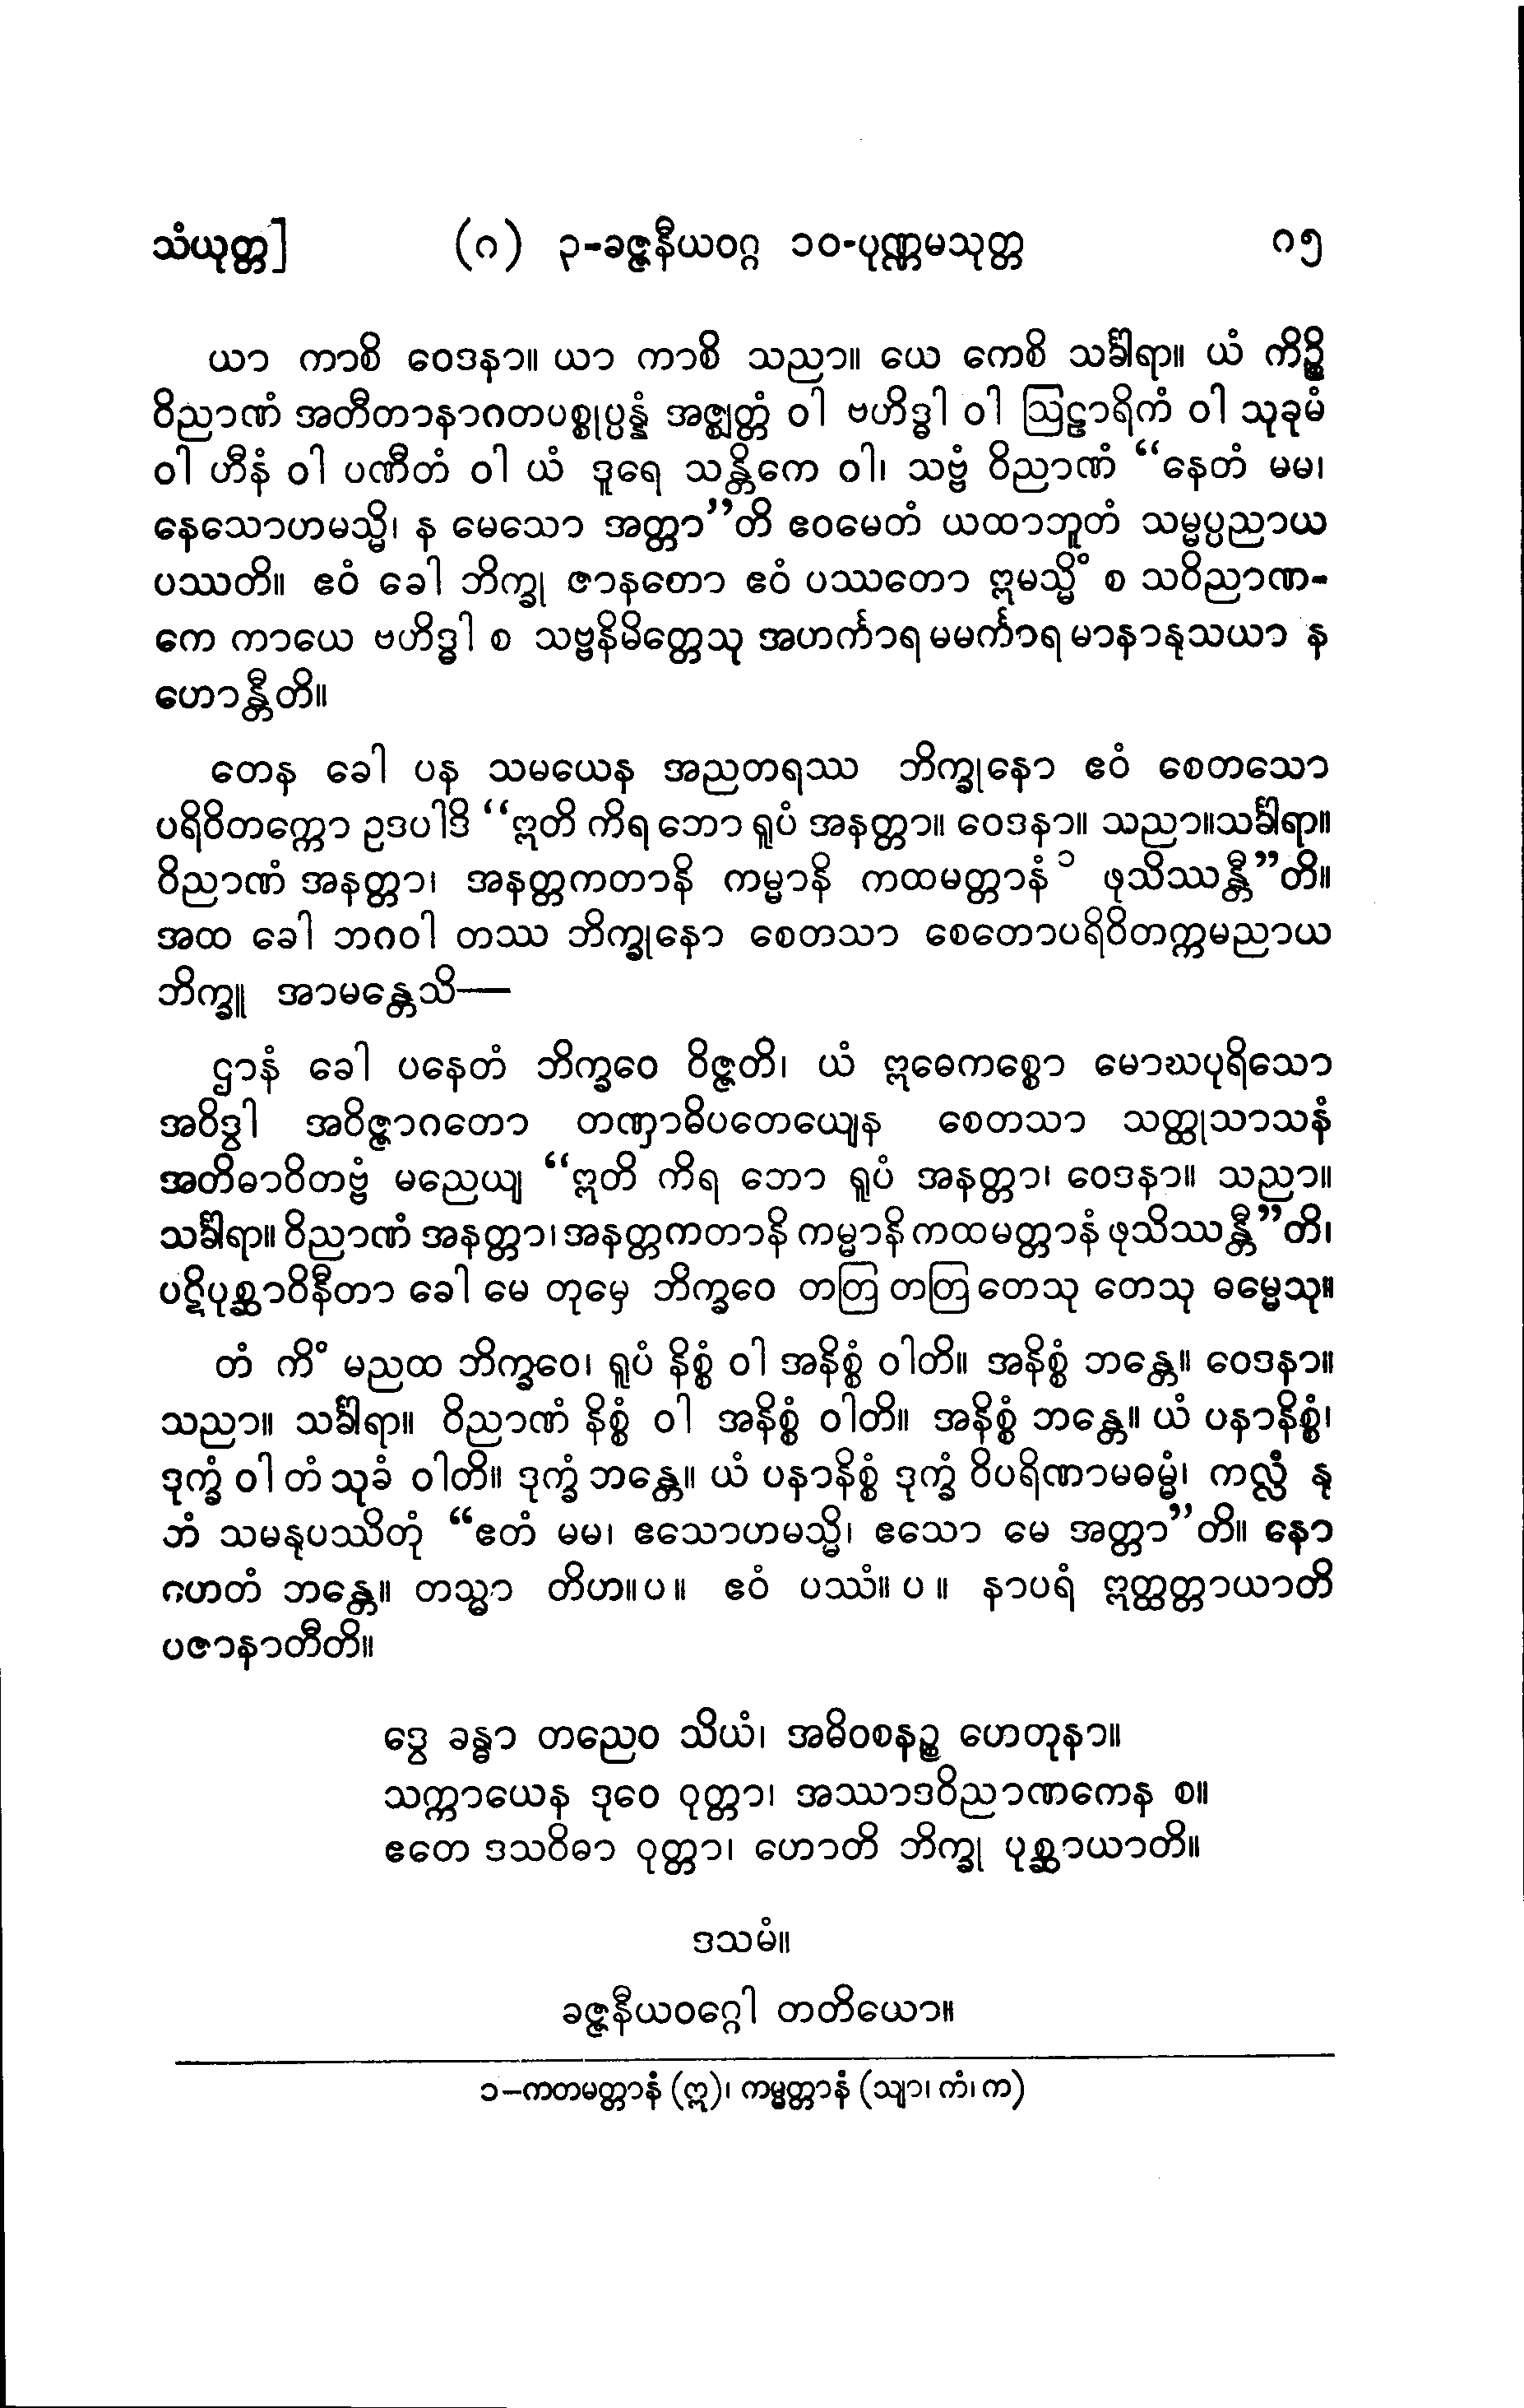 သံယုတ္တ] (ဂ) ၃-ခဇ္ဇနီယဝဂ္ဂ ၁၀-ပုဏ္ဏမသုတ္တ ၈၅
ယာ ကာစိ ဝေဒနာ။ ယာ ကာစိ သညာ။ ယေ ကေစိ သင်္ခါရာ။ ယံ ကိဉ္စိ
ဝိညာဏံ အတီတာနာဂတပစ္စုပ္ပန္နံ အဇ္ဈတ္တံ ဝါ ဗဟိဒ္ဓါ ဝါ ဩဠာရိကံ ဝါ သုခုမံ
ဝါ ဟီနံ ဝါ ပဏီတံ ဝါ ယံ ဒူရေ သန္တိကေ ဝါ၊ သဗ္ဗံ ဝိညာဏံ “နေတံ မမ၊
နေသောဟမသ္မိ၊ န မေသော အတ္တာ”တိ ဧဝမေတံ ယထာဘူတံ သမ္မပ္ပညာယ
ပဿတိ။ ဧဝံ ခေါ ဘိက္ခု ဇာနတော ဧဝံ ပဿတော ဣမသ္မိံ စ သဝိညာဏ-
ကေ ကာယေ ဗဟိဒ္ဓါ စ သဗ္ဗနိမိတ္တေသု အဟင်္ကာရ မမင်္ကာရ မာနာနုသယာ န
ဟောန္တီတိ။
တေန ခေါ ပန သမယေန အညတရဿ ဘိက္ခုနော ဧဝံ စေတသော
ပရိဝိတက္ကော ဥဒပါဒိ “ဣတိ ကိရ ဘော ရူပံ အနတ္တာ။ ဝေဒနာ။ သညာ။သင်္ခါရာ။
ဝိညာဏံ အနတ္တာ၊ အနတ္တကတာနိ ကမ္မာနိ ကထမတ္တာနံ၁ ဖုသိဿန္တီ”တိ။
အထ ခေါ ဘဂဝါ တဿ ဘိက္ခုနော စေတသာ စေတောပရိဝိတက္ကမညာယ
ဘိက္ခူ အာမန္တေသိ—
ဌာနံ ခေါ ပနေတံ ဘိက္ခဝေ ဝိဇ္ဇတိ၊ ယံ ဣဓေကစ္စော မောဃပုရိသော
အဝိဒွါ အဝိဇ္ဇာဂတော တဏှာဓိပတေယျေန စေတသာ သတ္ထုသာသနံ
အတိဓာဝိတဗ္ဗံ မညေယျ “ဣတိ ကိရ ဘော ရူပံ အနတ္တာ၊ ဝေဒနာ။ သညာ။
သင်္ခါရာ။ ဝိညာဏံ အနတ္တာ၊ အနတ္တကတာနိ ကမ္မာနိ ကထမတ္တာနံ ဖုသိဿန္တီ”တိ၊
ပဋိပုစ္ဆာဝိနီတာ ခေါ မေ တုမှေ ဘိက္ခဝေ တတြ တတြ တေသု တေသု ဓမ္မေသု။
တံ ကိံ မညထ ဘိက္ခဝေ၊ ရူပံ နိစ္စံ ဝါ အနိစ္စံ ဝါတိ။ အနိစ္စံ ဘန္တေ။ ဝေဒနာ။
သညာ။ သင်္ခါရာ။ ဝိညာဏံ နိစ္စံ ဝါ အနိစ္စံ ဝါတိ။ အနိစ္စံ ဘန္တေ။ ယံ ပနာနိစ္စံ၊
ဒုက္ခံ ဝါ တံ သုခံ ဝါတိ။ ဒုက္ခံ ဘန္တေ။ ယံ ပနာနိစ္စံ ဒုက္ခံ ဝိပရိဏာမဓမ္မံ၊ ကလ္လံ နု
ဘံ သမနုပဿိတုံ “ဧတံ မမ၊ ဧသောဟမသ္မိ၊ ဧသော မေ အတ္တာ”တိ။ နော
ဂဟတံ ဘန္တေ။ တသ္မာ တိဟ။ပ။ ဧဝံ ပဿံ။ ပ ။ နာပရံ ဣတ္ထတ္တာယာတိ
ပဇာနာတီတိ။
ဒွေ ခန္ဓာ တညေဝ သိယံ၊ အဓိဝစနဉ္စ ဟေတုနာ။
သက္ကာယေန ဒုဝေ ဝုတ္တာ၊ အဿာဒဝိညာဏကေန စ။
ဧတေ ဒသဝိဓာ ဝုတ္တာ၊ ဟောတိ ဘိက္ခု ပုစ္ဆာယာတိ။
ဒသမံ။
ခဇ္ဇနီယဝဂ္ဂေါ တတိယော။
၁–ကတမတ္တာနံ (ဣ)၊ ကမ္မတ္တာနံ (သျာ၊ ကံ၊ က)